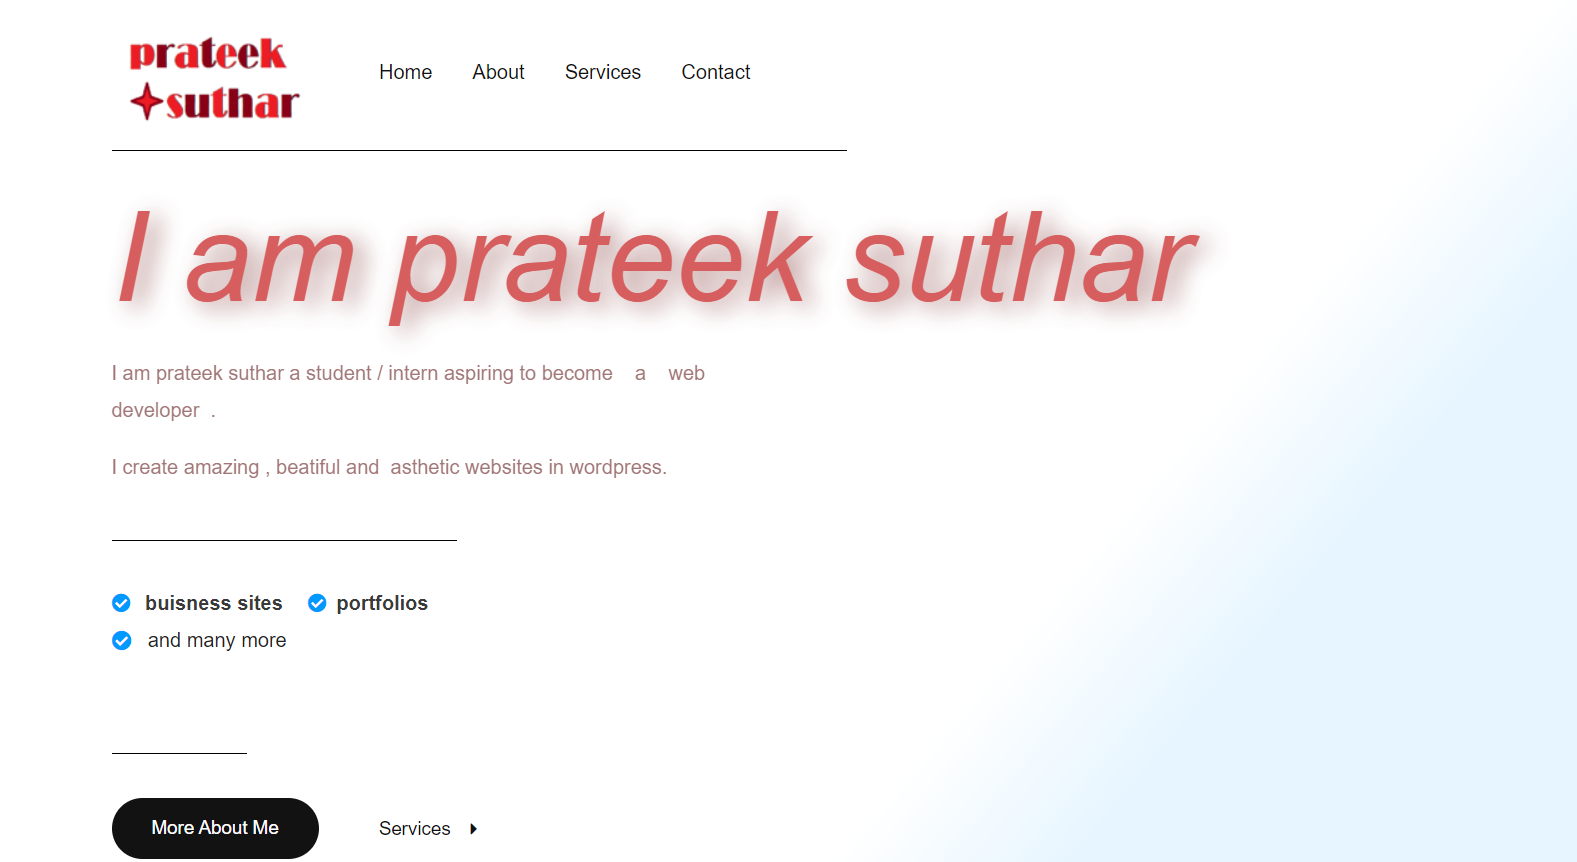 prateek
suthar
Home About Services Contact
I am prateek suthar
I am prateek suthar a student / intern aspiring to become a web
developer .
I create amazing , beatiful and asthetic websites in wordpress.
buisness sites portfolios
and many more
More About Me Services